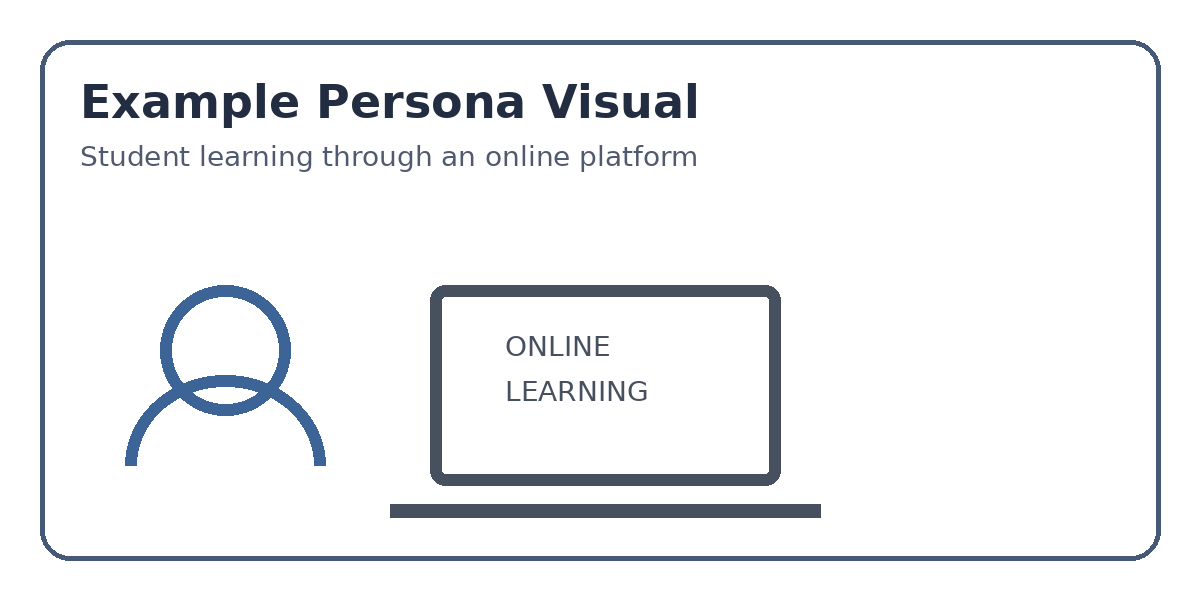 Example Persona Visual
Student learning through an online platform
ONLINE
LEARNING